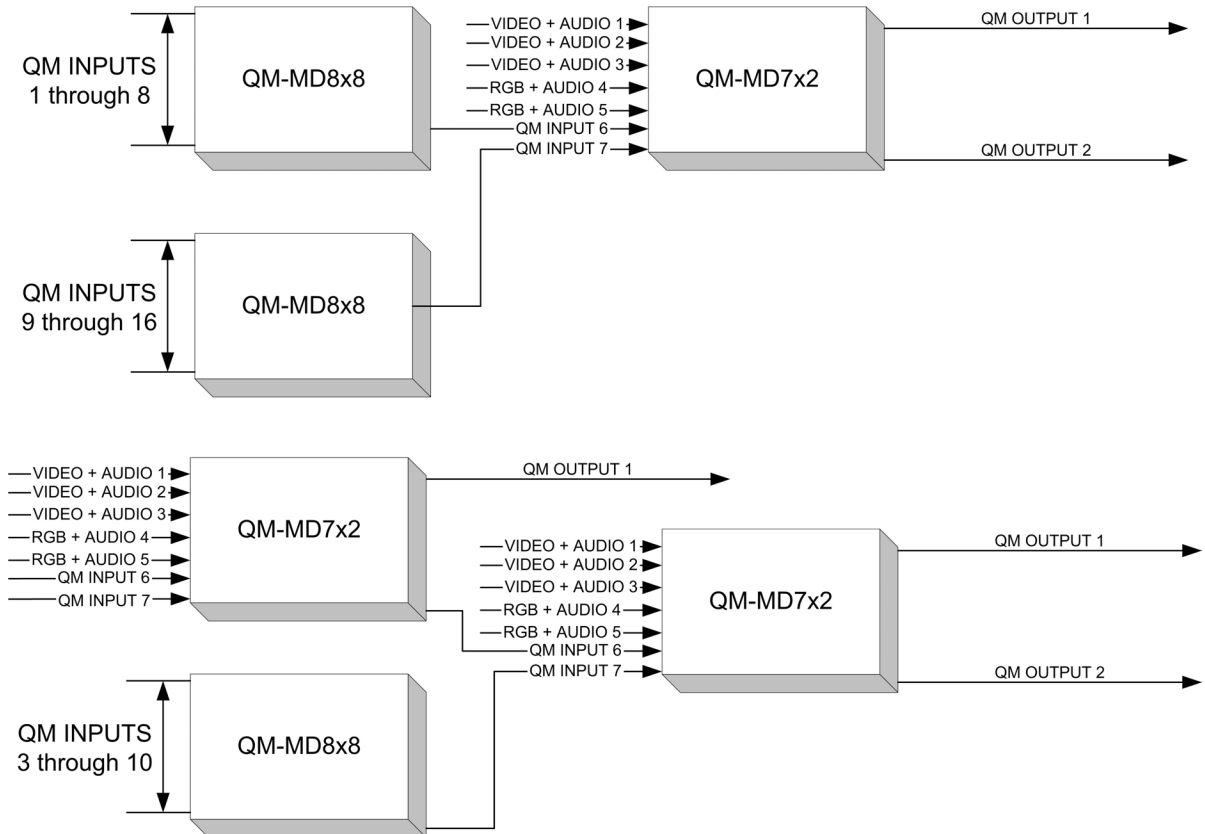 QM INPUTS
1 through 8
QM-MD8x8
VIDEO + AUDIO 1
VIDEO + AUDIO 2
VIDEO + AUDIO 3
RGB + AUDIO 4
RGB + AUDIO 5
QM INPUT 6
QM INPUT 7
QM-MD7x2
QM OUTPUT 1
QM OUTPUT 2
QM INPUTS
9 through 16
QM-MD8x8
VIDEO + AUDIO 1
VIDEO + AUDIO 2
VIDEO + AUDIO 3
RGB + AUDIO 4
RGB + AUDIO 5
QM INPUT 6
QM INPUT 7
QM-MD7x2
QM OUTPUT 1
VIDEO + AUDIO 1
VIDEO + AUDIO 2
VIDEO + AUDIO 3
RGB + AUDIO 4
RGB + AUDIO 5
QM INPUT 6
QM INPUT 7
QM-MD7x2
QM OUTPUT 1
QM OUTPUT 2
QM INPUTS
3 through 10
QM-MD8x8